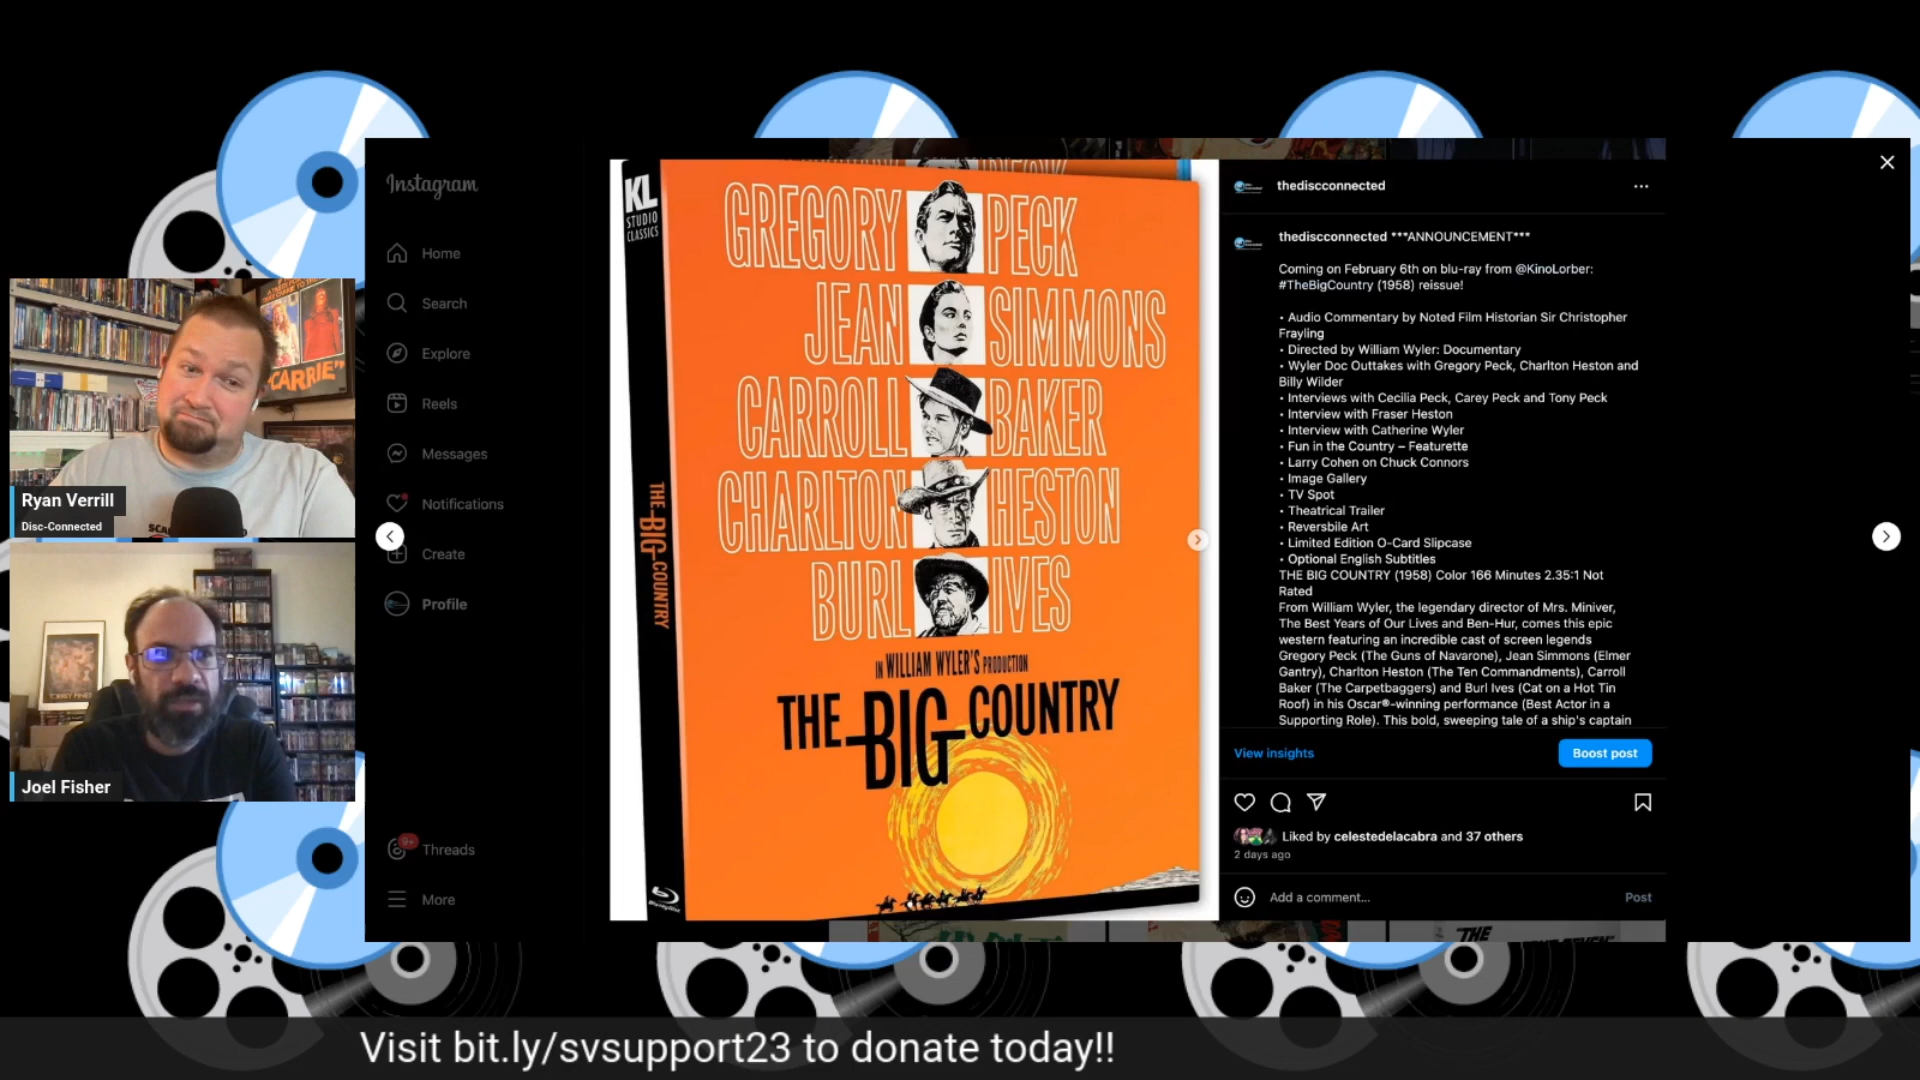 Instagram
Home
Search
Explore
Reels
Messages
Notifications
Create
Profile
9+
Threads
More
CARRIE"
Ryan Verrill
Disc-Connected
Joel Fisher
KL
STUDIO
CLASSICS
THE BIG COUNTRY
GREGORY PECK
JEAN SIMMONS
CARROLL BAKER
CHARLTON HESTON
BURL IVES
IN WILLIAM WYLER'S PRODUCTION
THE BIG COUNTRY
thediscconnected
thediscconnected ***ANNOUNCEMENT***
Coming on February 6th on blu-ray from @KinoLorber:
#TheBigCountry (1958) reissue!
• Audio Commentary by Noted Film Historian Sir Christopher
Frayling
• Directed by William Wyler: Documentary
• Wyler Doc Outtakes with Gregory Peck, Charlton Heston and
Billy Wilder
• Interviews with Cecilia Peck, Carey Peck and Tony Peck
• Interview with Fraser Heston
• Interview with Catherine Wyler
• Fun in the Country – Featurette
• Larry Cohen on Chuck Connors
• Image Gallery
• TV Spot
• Theatrical Trailer
• Reversbile Art
• Limited Edition O-Card Slipcase
• Optional English Subtitles
THE BIG COUNTRY (1958) Color 166 Minutes 2.35:1 Not
Rated
From William Wyler, the legendary director of Mrs. Miniver,
The Best Years of Our Lives and Ben-Hur, comes this epic
western featuring an incredible cast of screen legends
Gregory Peck (The Guns of Navarone), Jean Simmons (Elmer
Gantry), Charlton Heston (The Ten Commandments), Carroll
Baker (The Carpetbaggers) and Burl Ives (Cat on a Hot Tin
Roof) in his Oscar®-winning performance (Best Actor in a
Supporting Role). This bold, sweeping tale of a ship's captain
View insights
Boost post
Liked by celestedelacabra and 37 others
2 days ago
Add a comment...
Post
THE
Visit bit.ly/svsupport23 to donate today!!